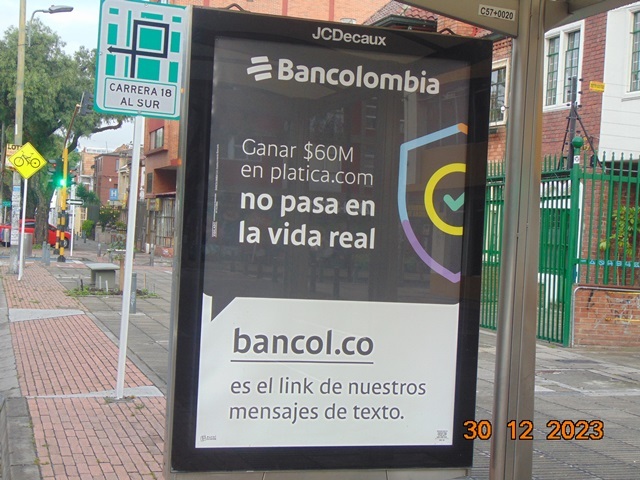 JCDecaux
C57+0020
CARRERA 18
AL SUR
Bancolombia
Ganar $60M
en platica.com
no pasa en
la vida real
bancol.co
es el link de nuestros
mensajes de texto.
30 12 2023